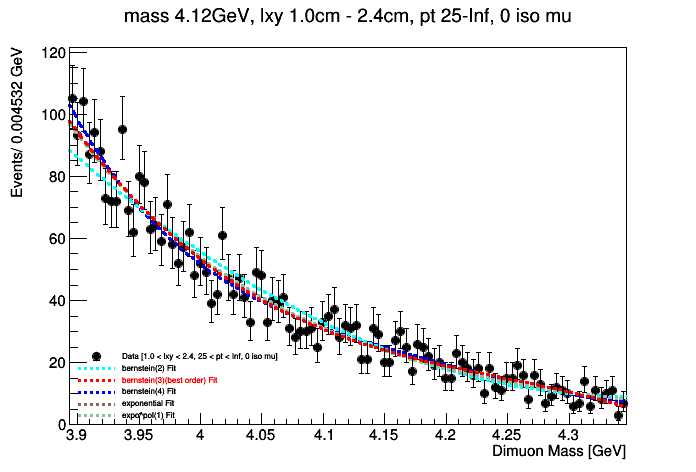 mass 4.12GeV, lxy 1.0cm - 2.4cm, pt 25-Inf, 0 iso mu
Events/ 0.004532 GeV
120
100
80
60
40
20
0
Data [1.0 < lxy < 2.4, 25 < pt < Inf, 0 iso mu]
bernstein(2) Fit
bernstein(3)(best order) Fit
bernstein(4) Fit
exponential Fit
expo*pol(1) Fit
3.9 3.95 4 4.05 4.1 4.15 4.2 4.25 4.3
Dimuon Mass [GeV]